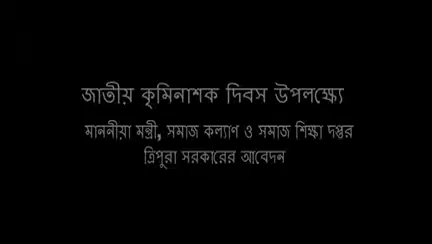 জাতীয় কৃমিনাশক দিবস উপলক্ষ্যে
মাননীয়া মন্ত্রী, সমাজ কল্যাণ ও সমাজ শিক্ষা দপ্তর
ত্রিপুরা সরকারের আবেদন